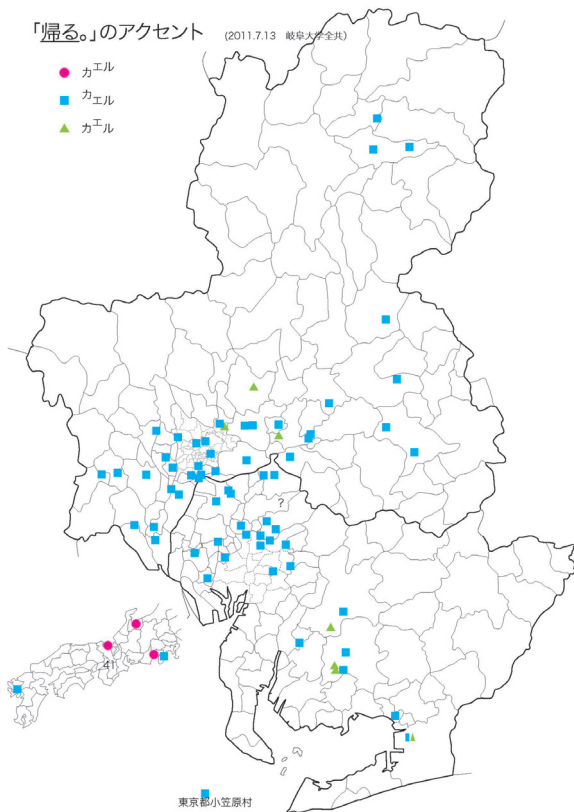 「帰る。」のアクセント (2011.7.13 岐阜大学全共)
カエル
カエル
カエル
?
41
東京都小笠原村